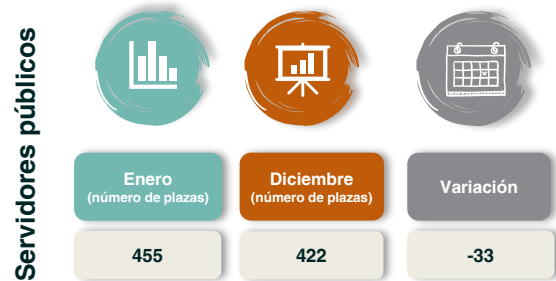 Servidores públicos
Enero
(número de plazas)
Diciembre
(número de plazas)
Variación
455
422
-33